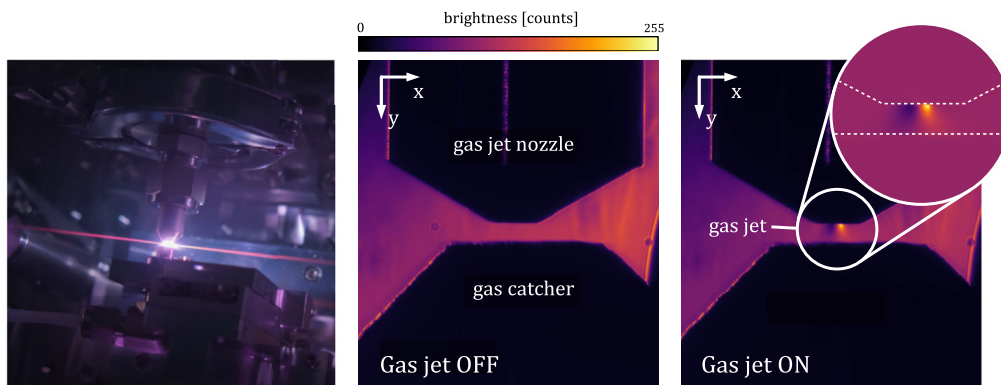 brightness [counts]
0
255
x
y
gas jet nozzle
gas catcher
Gas jet OFF
x
y
gas jet
Gas jet ON